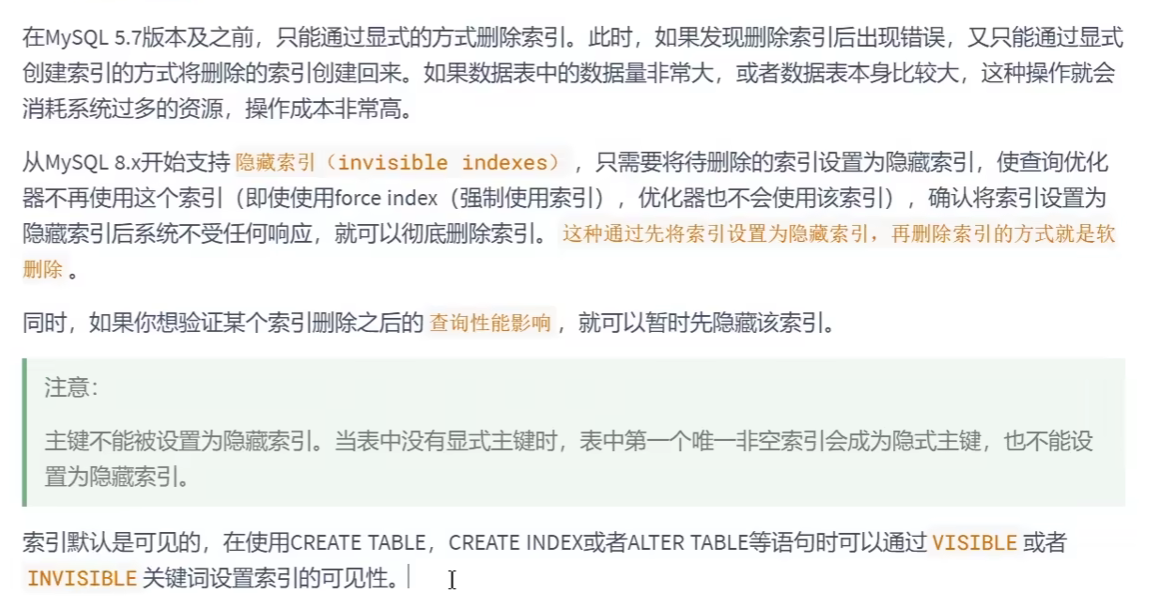 在MySQL 5.7版本及之前，只能通过显式的方式删除索引。此时，如果发现删除索引后出现错误，又只能通过显式
创建索引的方式将删除的索引创建回来。如果数据表中的数据量非常大，或者数据表本身比较大，这种操作就会
消耗系统过多的资源，操作成本非常高。
从MySQL 8.x开始支持 隐藏索引（invisible indexes） ，只需要将待删除的索引设置为隐藏索引，使查询优化
器不再使用这个索引（即使使用force index（强制使用索引），优化器也不会使用该索引），确认将索引设置为
隐藏索引后系统不受任何响应，就可以彻底删除索引。 这种通过先将索引设置为隐藏索引，再删除索引的方式就是软
删除 。
同时，如果你想验证某个索引删除之后的 查询性能影响 ，就可以暂时先隐藏该索引。
注意：
主键不能被设置为隐藏索引。当表中没有显式主键时，表中第一个唯一非空索引会成为隐式主键，也不能设
置为隐藏索引。
索引默认是可见的，在使用CREATE TABLE，CREATE INDEX或者ALTER TABLE等语句时可以通过 VISIBLE 或者
INVISIBLE 关键词设置索引的可见性。